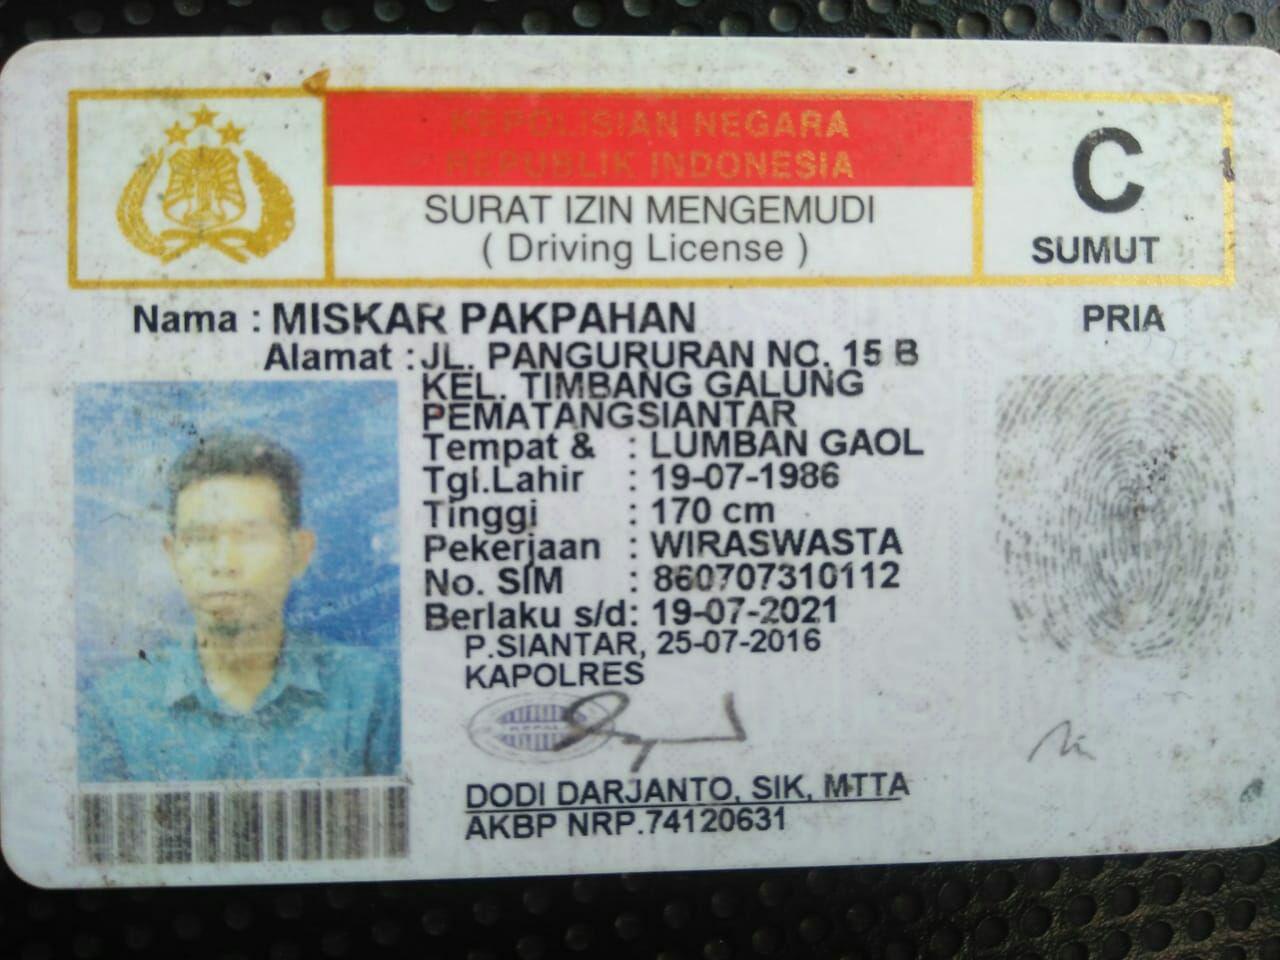 KEPOLISIAN NEGARA
REPUBLIK INDONESIA
SURAT IZIN MENGEMUDI
( Driving License )
C
SUMUT
Nama : MISKAR PAKPAHAN
PRIA
Alamat : JL. PANGURURAN NO. 15 B
KEL. TIMBANG GALUNG
PEMATANGSIANTAR
Tempat & : LUMBAN GAOL
Tgl.Lahir : 19-07-1986
Tinggi : 170 cm
Pekerjaan : WIRASWASTA
No. SIM : 860707310112
Berlaku s/d: 19-07-2021
P.SIANTAR, 25-07-2016
KAPOLRES
DODI DARJANTO, SIK, MTTA
AKBP NRP.74120631